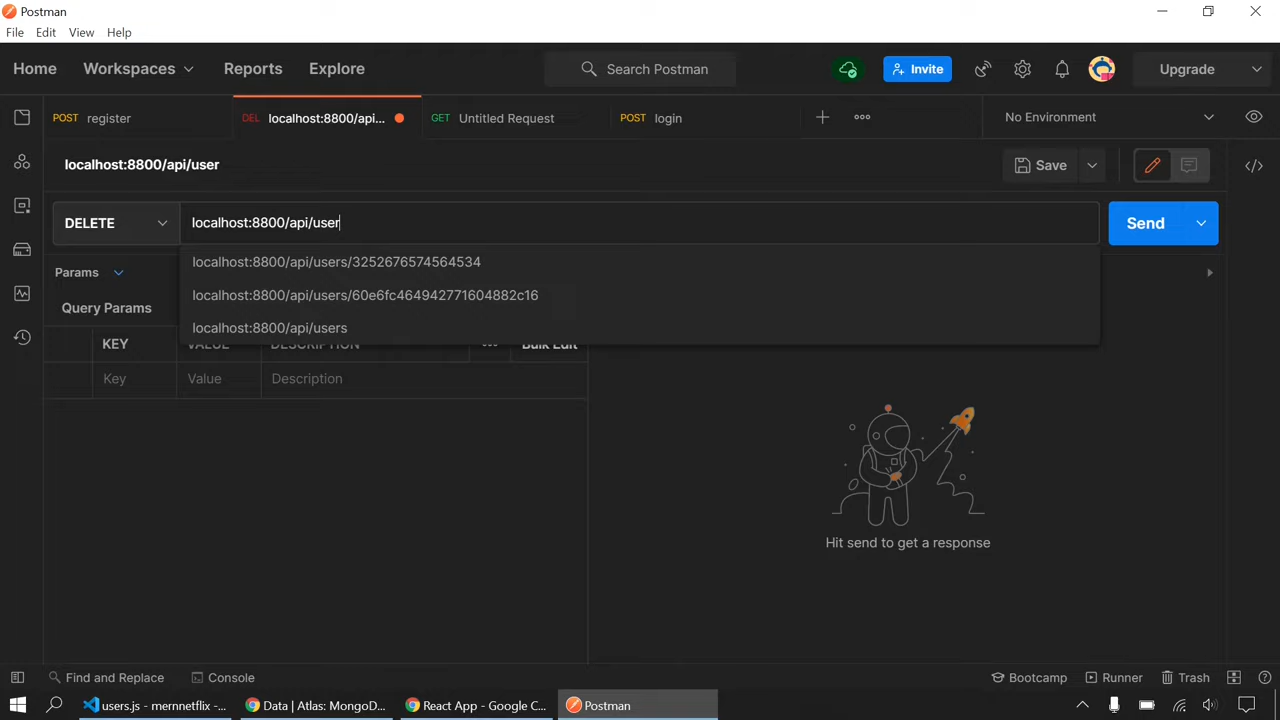 Postman
File Edit View Help
Home Workspaces Reports Explore Search Postman Invite Upgrade
POST register DEL localhost:8800/api... GET Untitled Request POST login No Environment
localhost:8800/api/user Save
DELETE localhost:8800/api/user Send
localhost:8800/api/users/3252676574564534
Params
localhost:8800/api/users/60e6fc464942771604882c16
Query Params
localhost:8800/api/users
KEY VALUE DESCRIPTION Bulk Edit
Key Value Description
Hit send to get a response
Find and Replace Console Bootcamp Runner Trash
users.js - mernnetflix -... Data | Atlas: MongoD... React App - Google C... Postman